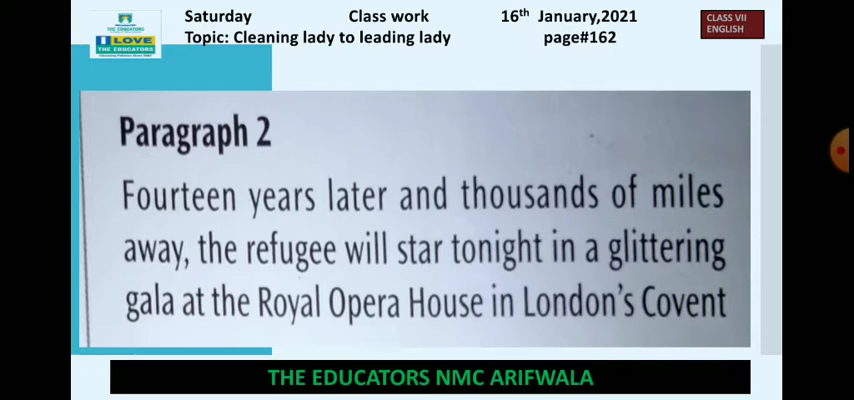 Saturday Class work 16th January,2021
Topic: Cleaning lady to leading lady page#162
CLASS VII
ENGLISH
THE EDUCATORS
I LOVE
THE EDUCATORS
Paragraph 2
Fourteen years later and thousands of miles
away, the refugee will star tonight in a glittering
gala at the Royal Opera House in London's Covent
THE EDUCATORS NMC ARIFWALA